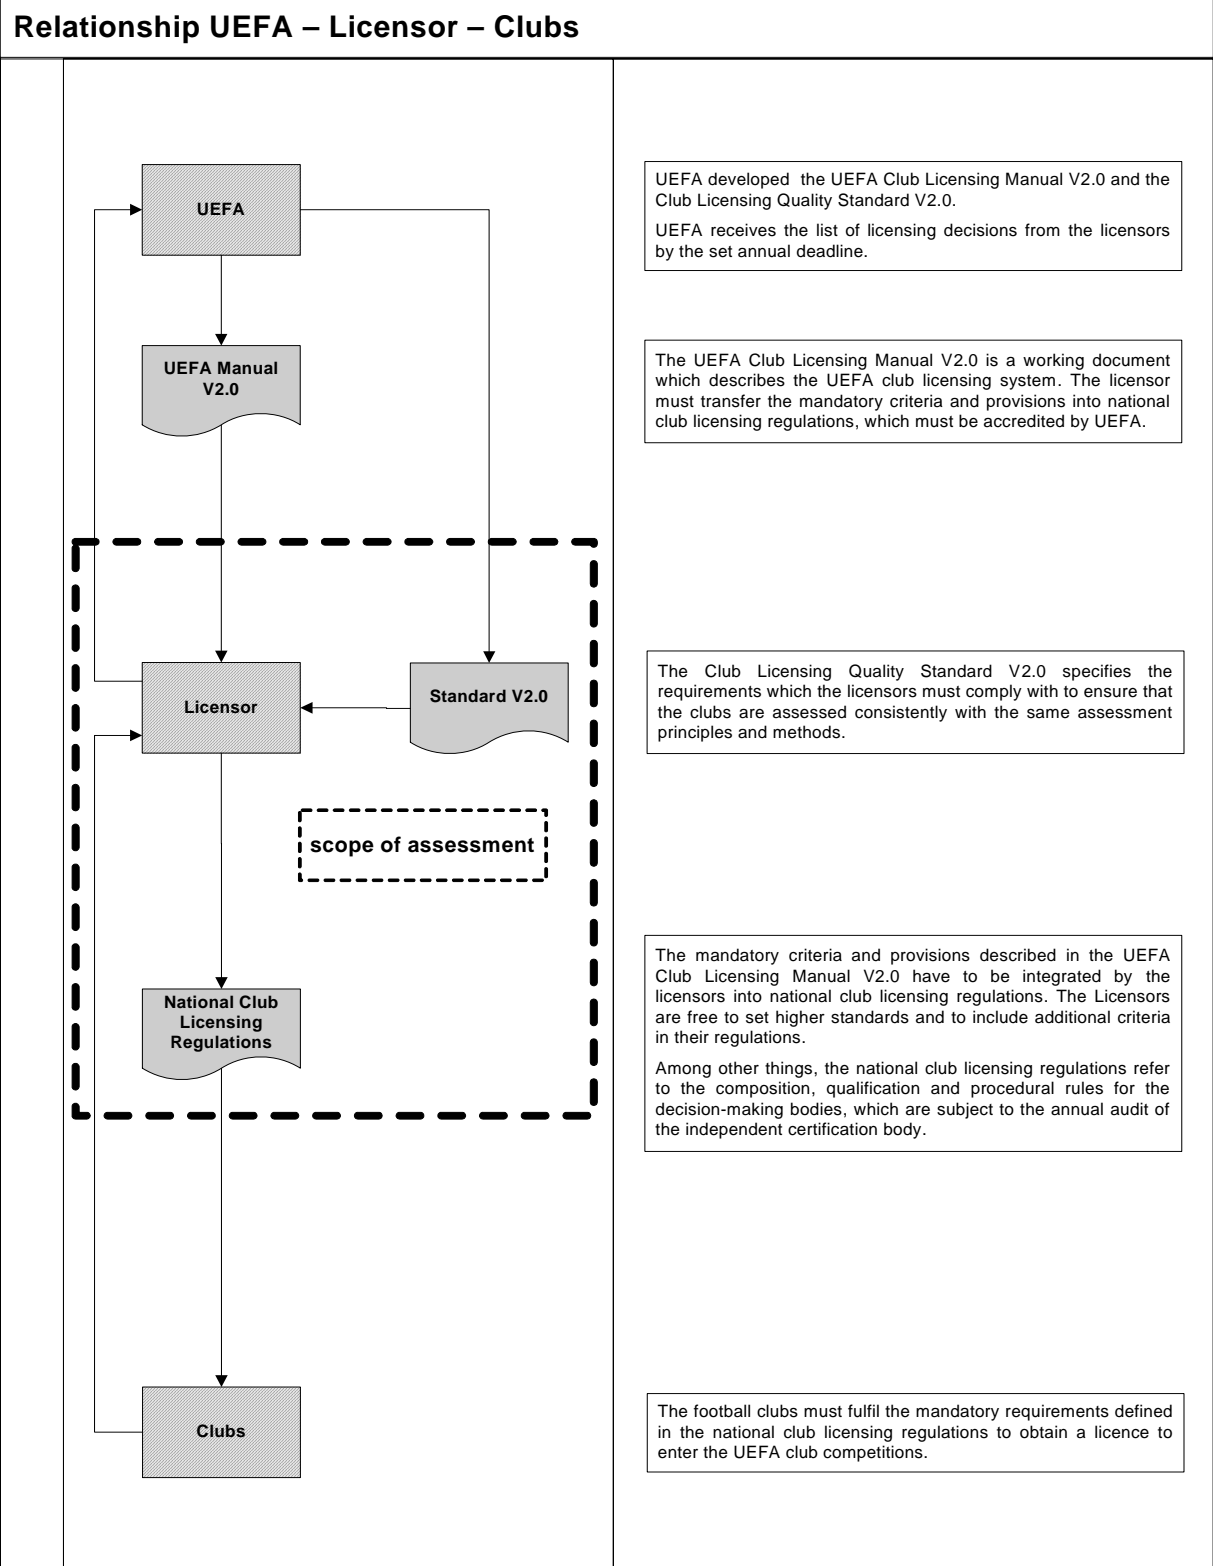 Relationship UEFA – Licensor – Clubs
UEFA
UEFA developed the UEFA Club Licensing Manual V2.0 and the
Club Licensing Quality Standard V2.0.
UEFA receives the list of licensing decisions from the licensors
by the set annual deadline.
UEFA Manual
V2.0
The UEFA Club Licensing Manual V2.0 is a working document
which describes the UEFA club licensing system. The licensor
must transfer the mandatory criteria and provisions into national
club licensing regulations, which must be accredited by UEFA.
Licensor
Standard V2.0
The Club Licensing Quality Standard V2.0 specifies the
requirements which the licensors must comply with to ensure that
the clubs are assessed consistently with the same assessment
principles and methods.
scope of assessment
National Club
Licensing
Regulations
The mandatory criteria and provisions described in the UEFA
Club Licensing Manual V2.0 have to be integrated by the
licensors into national club licensing regulations. The Licensors
are free to set higher standards and to include additional criteria
in their regulations.
Among other things, the national club licensing regulations refer
to the composition, qualification and procedural rules for the
decision-making bodies, which are subject to the annual audit of
the independent certification body.
Clubs
The football clubs must fulfil the mandatory requirements defined
in the national club licensing regulations to obtain a licence to
enter the UEFA club competitions.